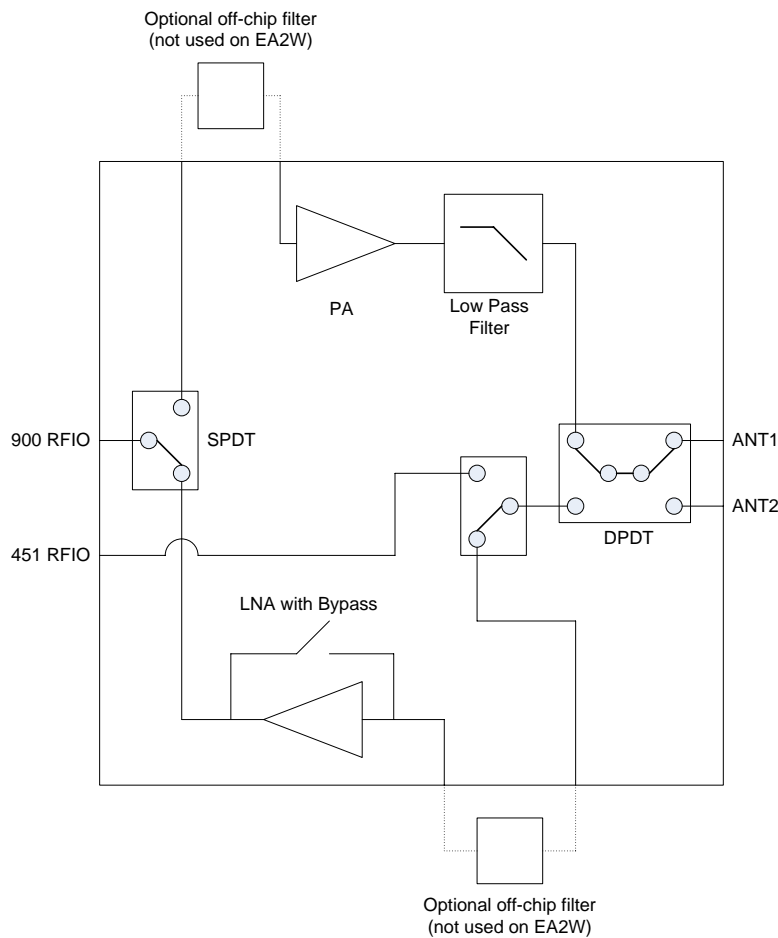 Optional off-chip filter
(not used on EA2W)
PA
Low Pass
Filter
900 RFIO
SPDT
ANT1
ANT2
DPDT
451 RFIO
LNA with Bypass
Optional off-chip filter
(not used on EA2W)